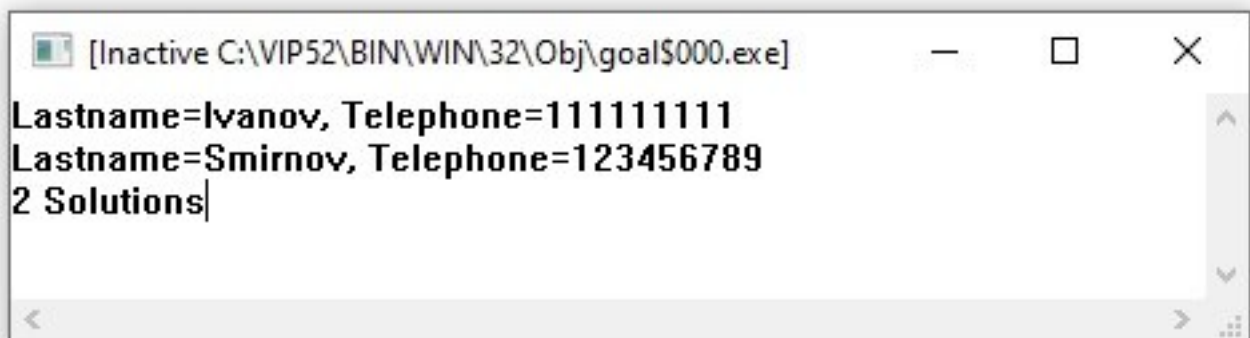 [Inactive C:\VIP52\BIN\WIN\32\Obj\goal$000.exe]
Lastname=Ivanov, Telephone=111111111
Lastname=Smirnov, Telephone=123456789
2 Solutions